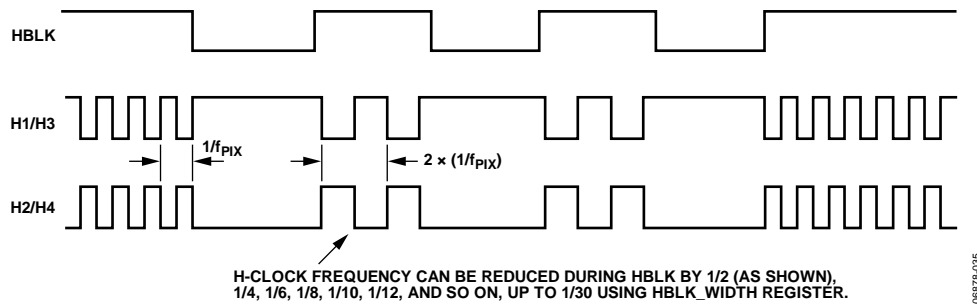 HBLK
H1/H3
1/fPIX
2 × (1/fPIX)
H2/H4
H-CLOCK FREQUENCY CAN BE REDUCED DURING HBLK BY 1/2 (AS SHOWN),
1/4, 1/6, 1/8, 1/10, 1/12, AND SO ON, UP TO 1/30 USING HBLK_WIDTH REGISTER.
06878-035